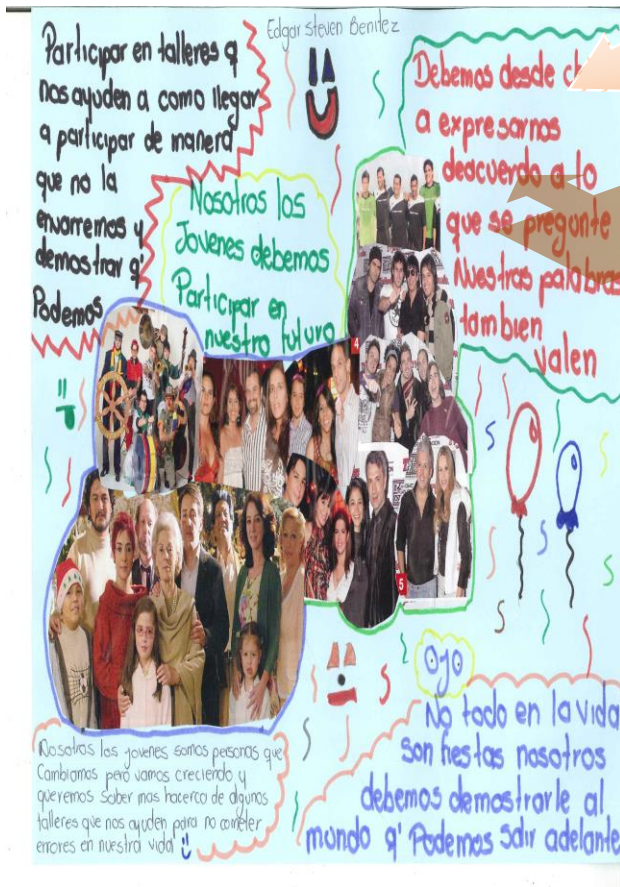 Edgar Steven Benitez
Participar en talleres q'
nos ayuden a como llegar
a participar de manera
que no la
envarremos y
demostrar q'
Podemos
Nosotros los
Jovenes debemos
Participar en
nuestro futuro
Debemos desde
a expresarnos
deacuerdo a lo
que se pregunte
Nuestras palabras
tambien
valen
4
5
Ojo
No todo en la vida
son fiestas nosotros
debemos demostrarle al
mundo q' Podemos Salir adelante
Nosotros los jovenes somos personas que
Cambiamos pero vamos creciendo y
queremos saber mas hacerco de algunos
talleres que nos ayuden para no cometer
errores en nuestra vida